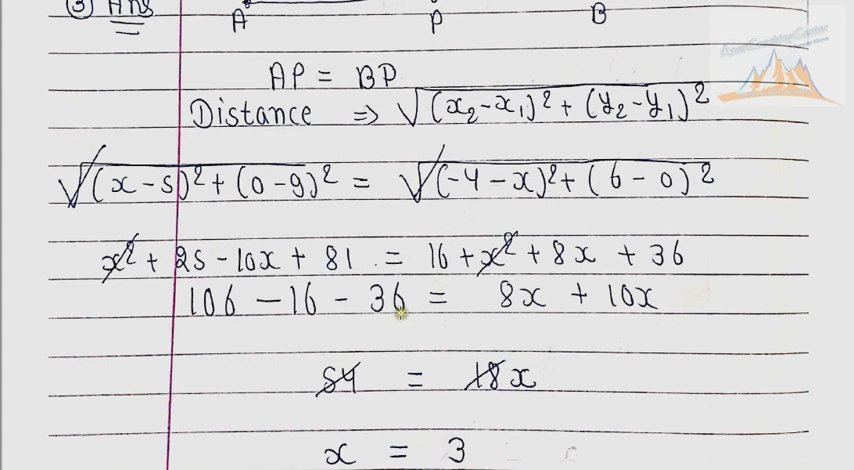 ③ Ans
A P B
AP = BP
Distance ⇒ √(x₂-x₁)² + (y₂-y₁)²
√(x-5)²+(0-9)² = √(-4-x)²+(6-0)²
x² + 25 - 10x + 81 = 16 + x² + 8x + 36
106 - 16 - 36 = 8x + 10x
54 = 18x
x = 3